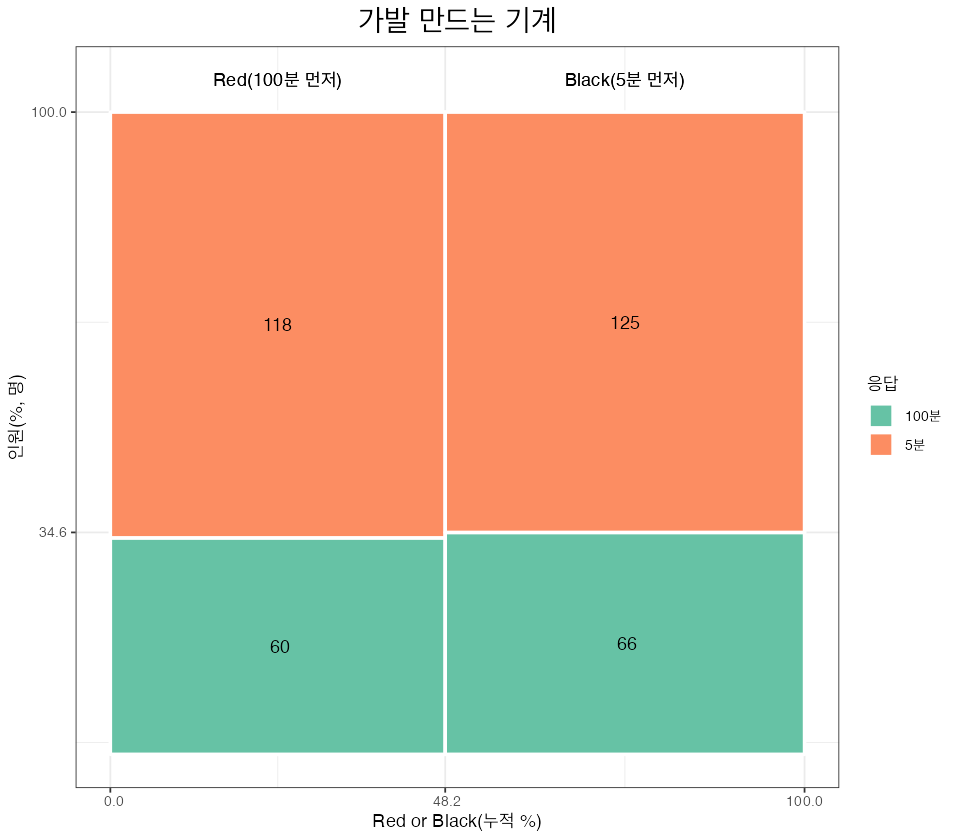 가발 만드는 기계
Red(100분 먼저)
Black(5분 먼저)
100.0
118
125
인원(%, 명)
응답
100분
5분
34.6
60
66
0.0
48.2
100.0
Red or Black(누적 %)